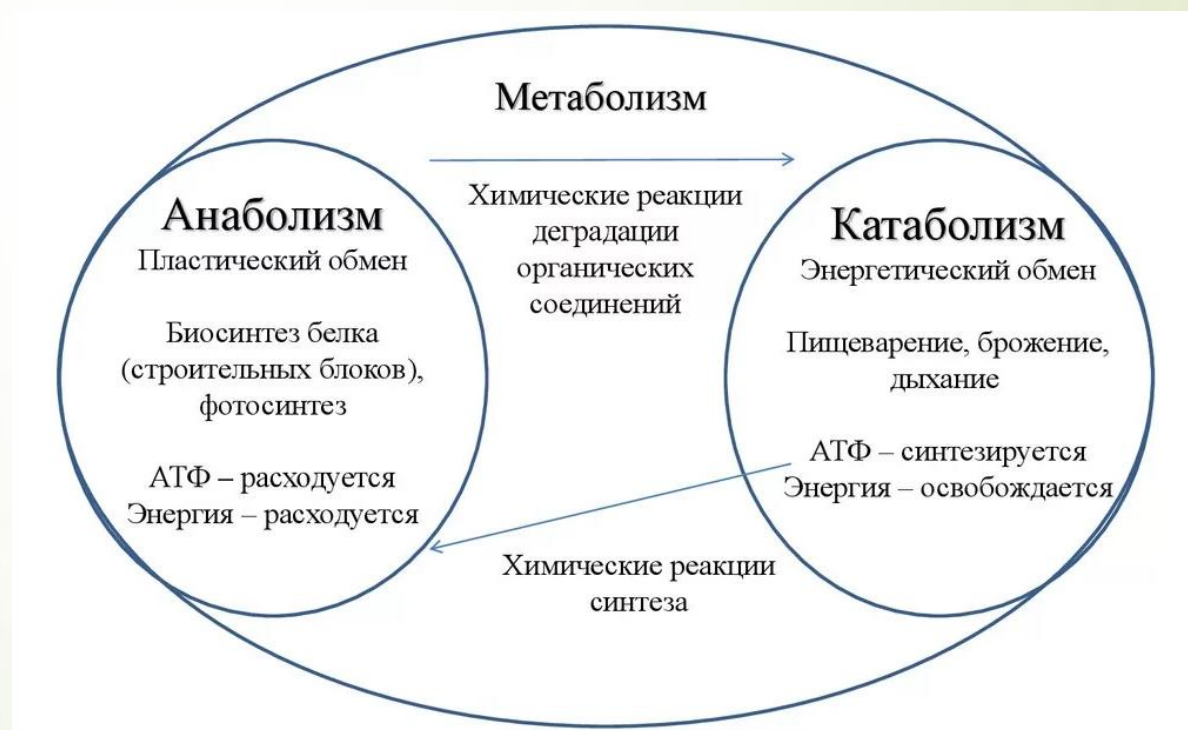 Метаболизм
Анаболизм
Пластический обмен
Биосинтез белка
(строительных блоков),
фотосинтез
АТФ – расходуется
Энергия – расходуется
Химические реакции
деградации
органических
соединений
Катаболизм
Энергетический обмен
Пищеварение, брожение,
дыхание
АТФ – синтезируется
Энергия – освобождается
Химические реакции
синтеза